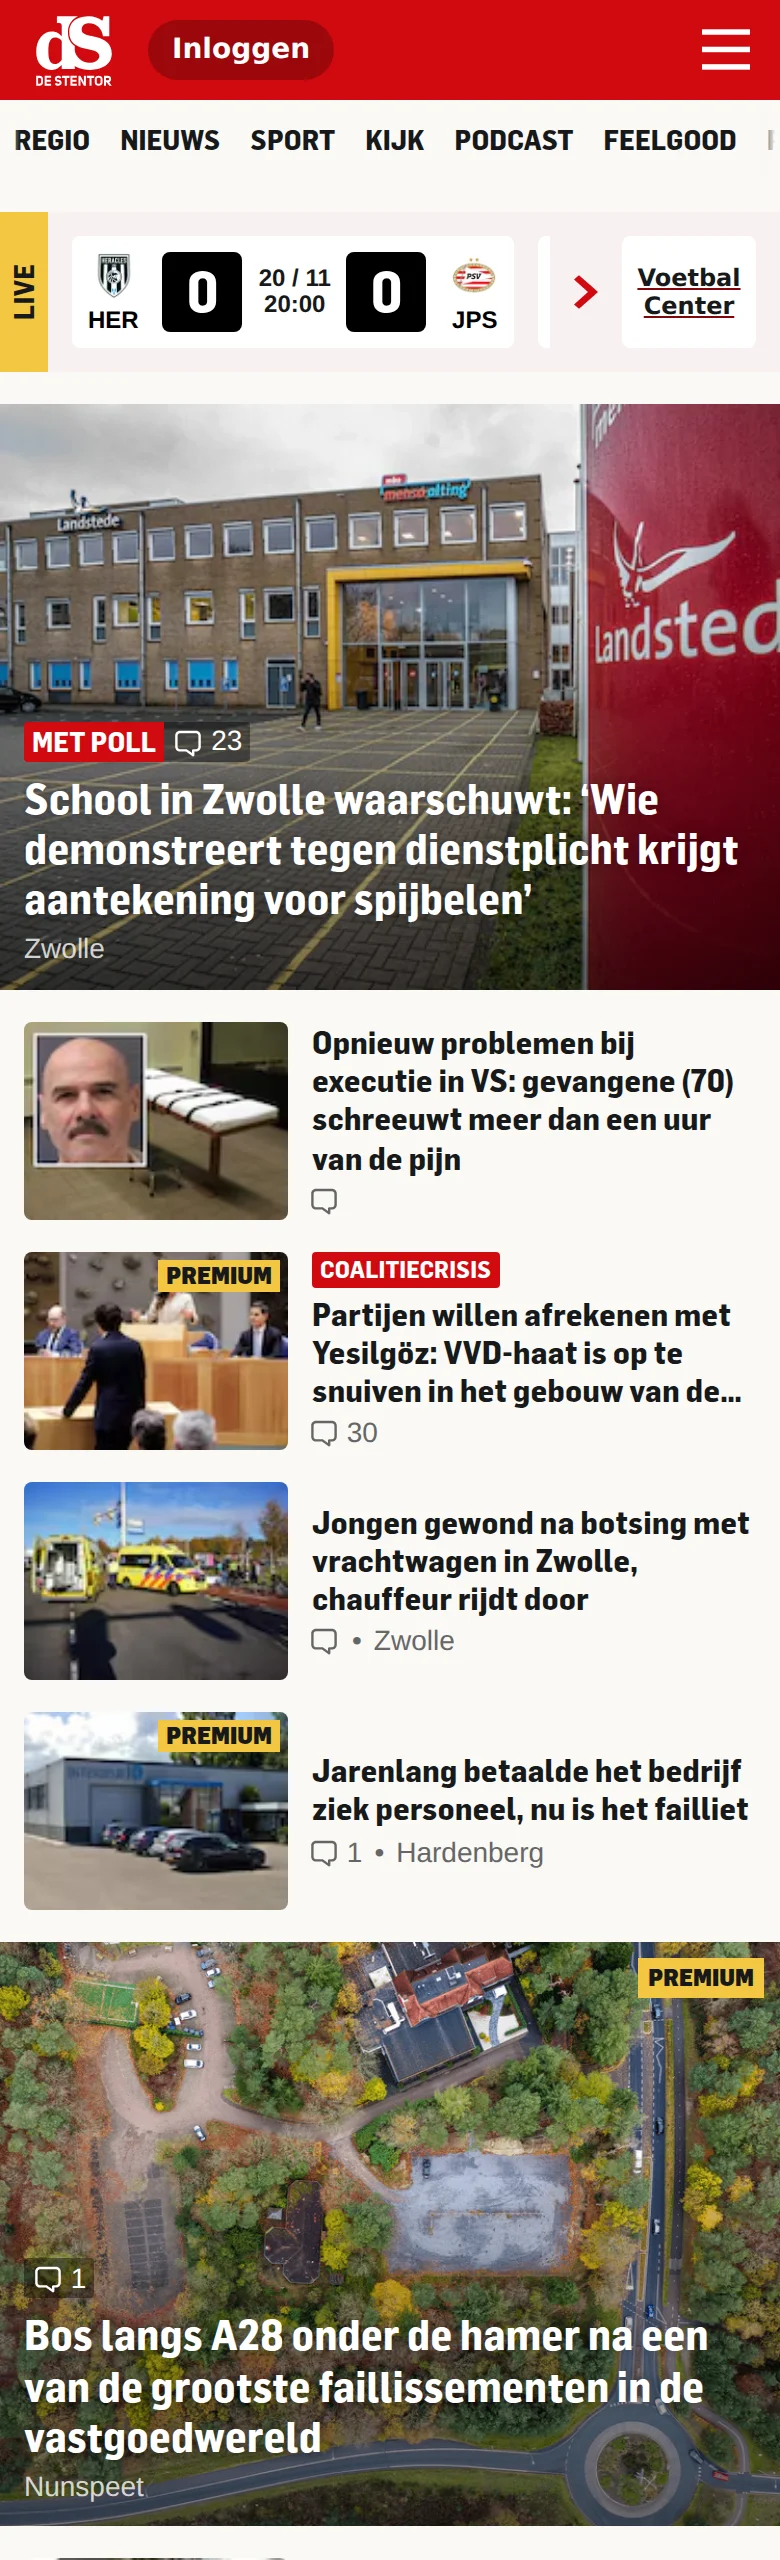 dS
DE STENTOR
Inloggen
REGIO NIEUWS SPORT KIJK PODCAST FEELGOOD
LIVE
HERACLES
HER
0
20 / 11
20:00
0
PSV
JPS
Voetbal
Center
Landstede
mbo
menso alting
Landsted
MET POLL 23
School in Zwolle waarschuwt: ‘Wie
demonstreert tegen dienstplicht krijgt
aantekening voor spijbelen’
Zwolle
Opnieuw problemen bij
executie in VS: gevangene (70)
schreeuwt meer dan een uur
van de pijn
PREMIUM
COALITIECRISIS
Partijen willen afrekenen met
Yesilgöz: VVD-haat is op te
snuiven in het gebouw van de...
30
Jongen gewond na botsing met
vrachtwagen in Zwolle,
chauffeur rijdt door
• Zwolle
PREMIUM
Jarenlang betaalde het bedrijf
ziek personeel, nu is het failliet
1 • Hardenberg
PREMIUM
1
Bos langs A28 onder de hamer na een
van de grootste faillissementen in de
vastgoedwereld
Nunspeet